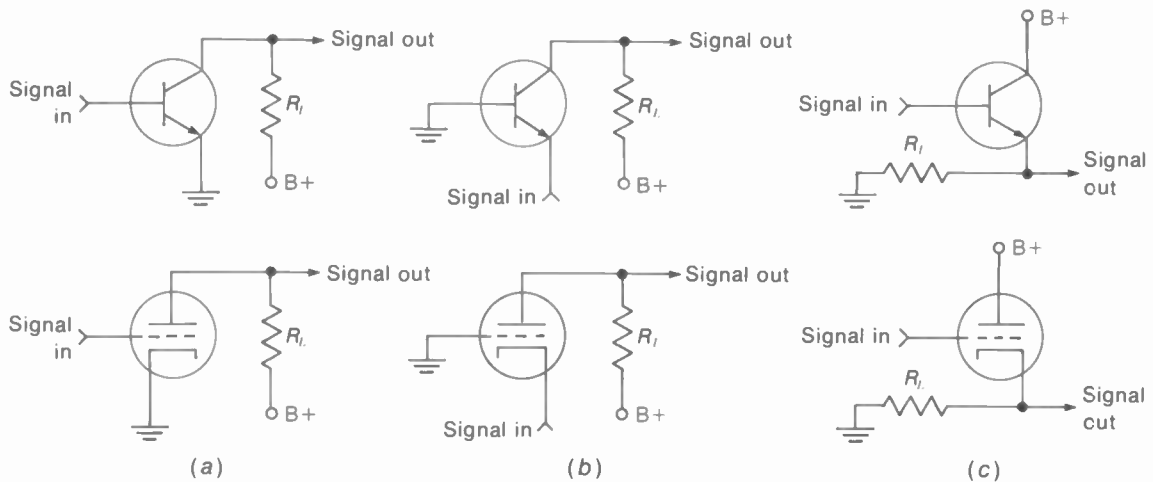 Signal out
Signal
in
R_l
B+
Signal out
R_L
B+
Signal in
B+
Signal in
R_l
Signal
out
Signal out
Signal
in
R_L
B+
Signal out
R_l
B+
Signal in
B+
Signal in
R_L
Signal
cut
(a)
(b)
(c)